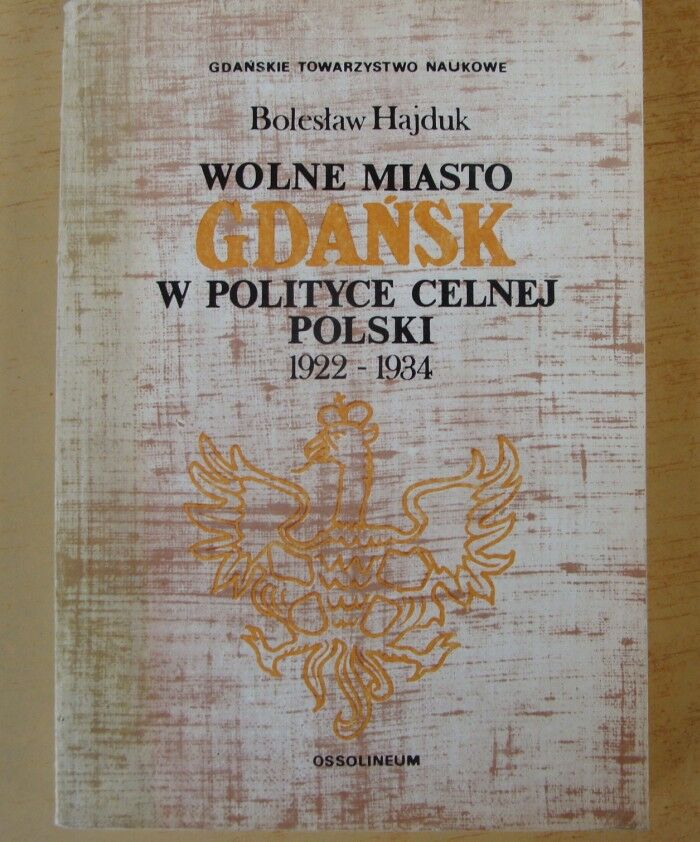 GDAŃSKIE TOWARZYSTWO NAUKOWE
Bolesław Hajduk
WOLNE MIASTO
GDAŃSK
W POLITYCE CELNEJ
POLSKI
1922 - 1934
OSSOLINEUM